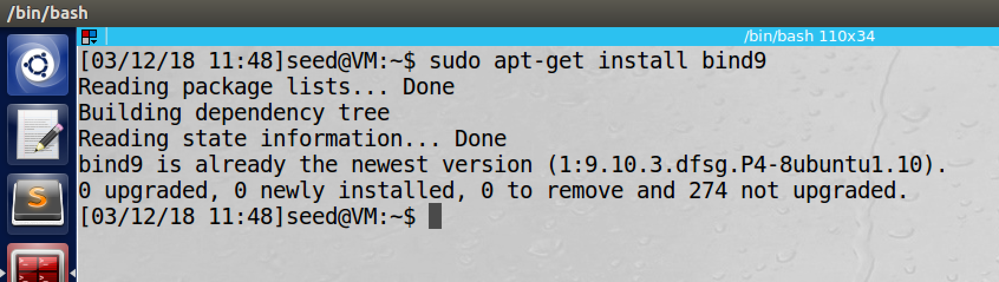 /bin/bash
/bin/bash 110x34
[03/12/18 11:48]seed@VM:~$ sudo apt-get install bind9
Reading package lists... Done
Building dependency tree
Reading state information... Done
bind9 is already the newest version (1:9.10.3.dfsg.P4-8ubuntu1.10).
0 upgraded, 0 newly installed, 0 to remove and 274 not upgraded.
[03/12/18 11:48]seed@VM:~$